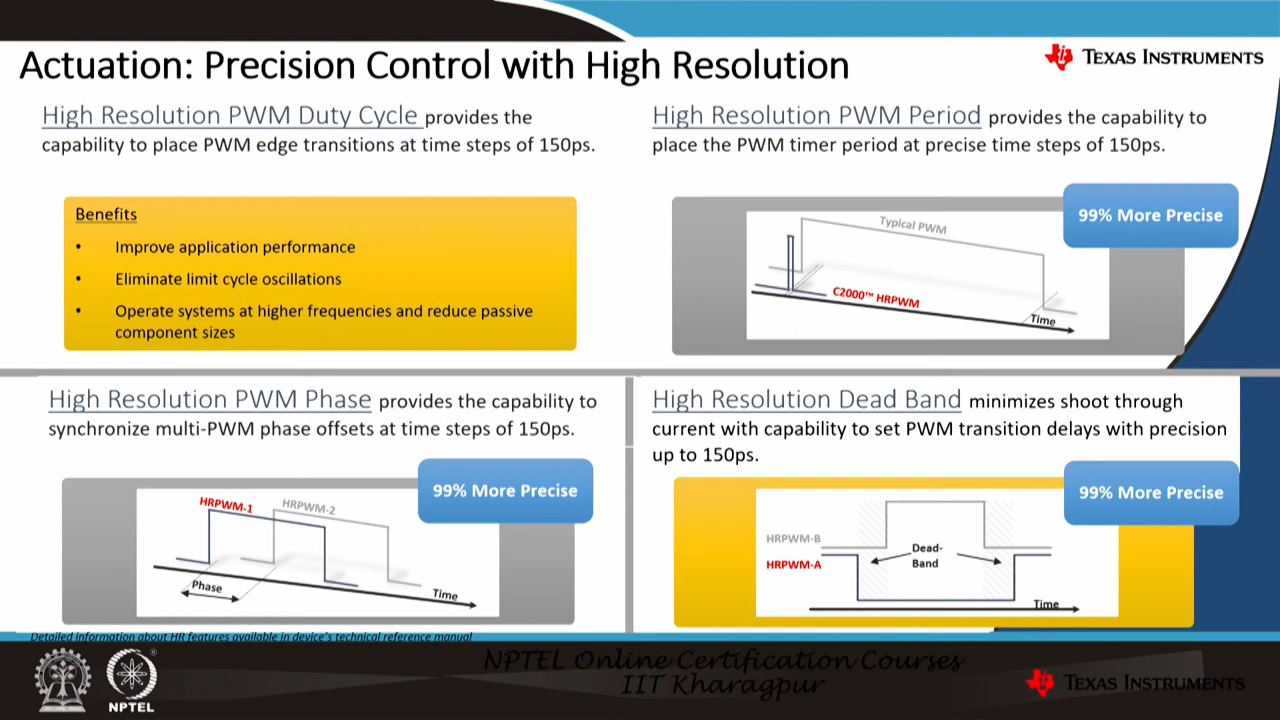 Actuation: Precision Control with High Resolution
TEXAS INSTRUMENTS
High Resolution PWM Duty Cycle provides the
capability to place PWM edge transitions at time steps of 150ps.
Benefits
• Improve application performance
• Eliminate limit cycle oscillations
• Operate systems at higher frequencies and reduce passive
component sizes
High Resolution PWM Period provides the capability to
place the PWM timer period at precise time steps of 150ps.
99% More Precise
Typical PWM
C2000™ HRPWM
Time
High Resolution PWM Phase provides the capability to
synchronize multi-PWM phase offsets at time steps of 150ps.
99% More Precise
HRPWM-1
HRPWM-2
Phase
Time
High Resolution Dead Band minimizes shoot through
current with capability to set PWM transition delays with precision
up to 150ps.
99% More Precise
HRPWM-B
HRPWM-A
Dead-
Band
Time
Detailed information about HR features available in device's technical reference manual
NPTEL
NPTEL Online Certification Courses
IIT Kharagpur
TEXAS INSTRUMENTS